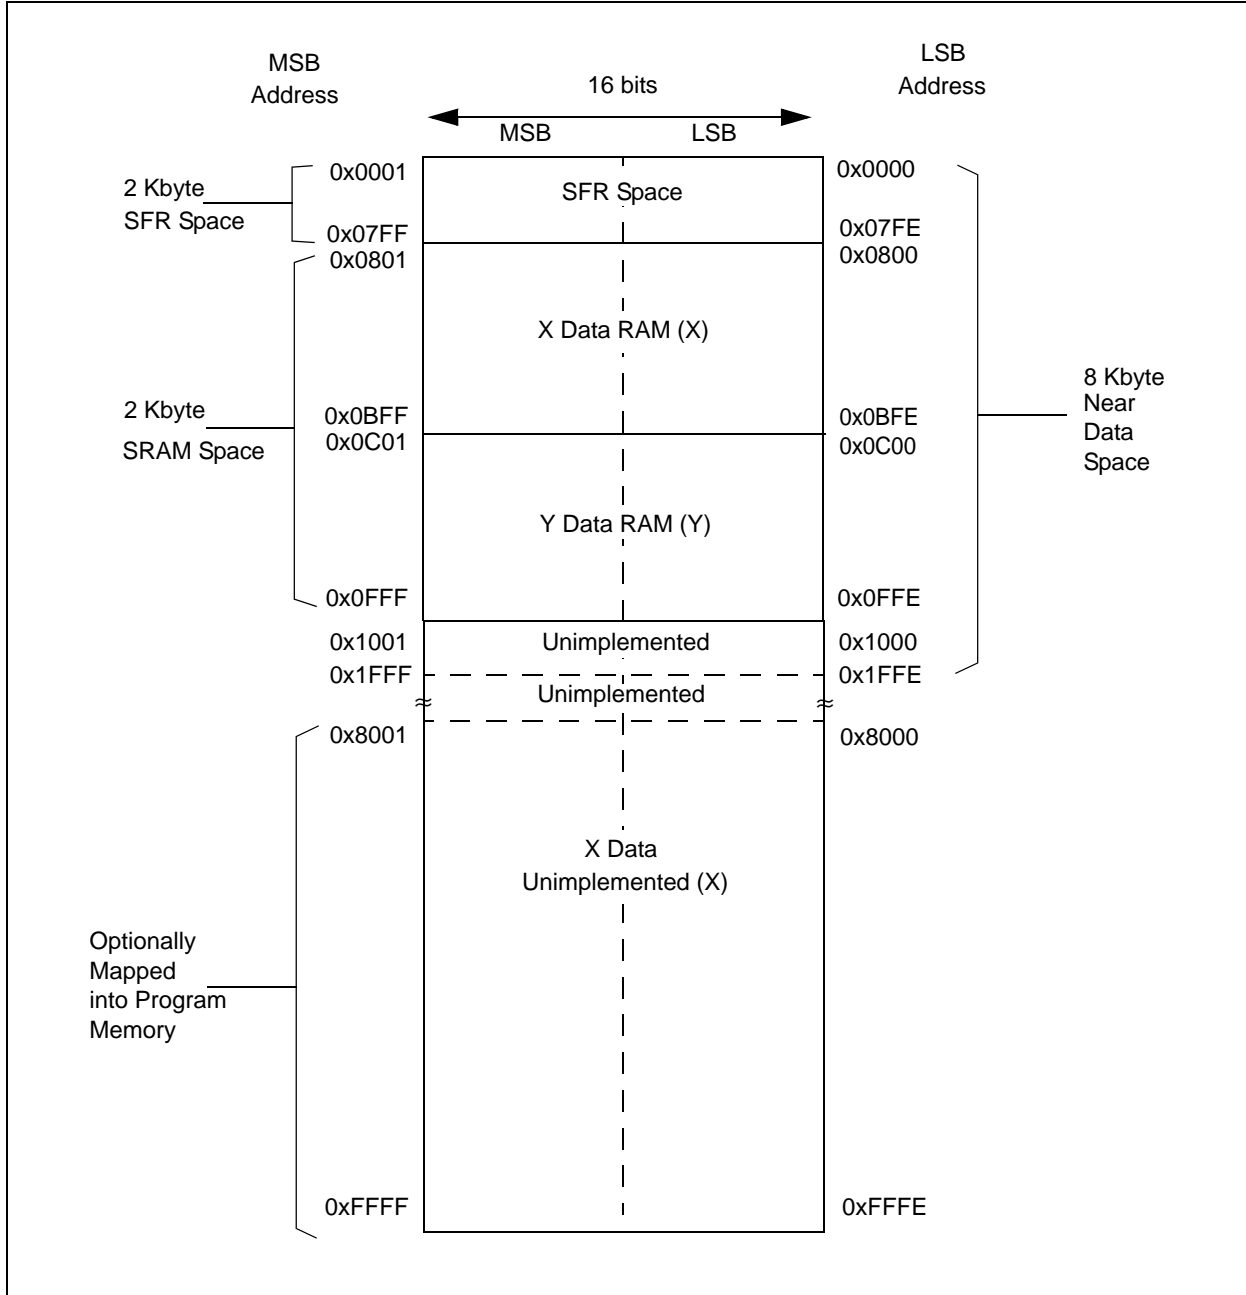 MSB
Address
LSB
Address
16 bits
MSB
LSB
0x0001
0x0000
2 Kbyte
SFR Space
SFR Space
0x07FF
0x07FE
0x0801
0x0800
X Data RAM (X)
8 Kbyte
Near
Data
Space
2 Kbyte
SRAM Space
0x0BFF
0x0BFE
0x0C01
0x0C00
Y Data RAM (Y)
0x0FFF
0x0FFE
0x1001
Unimplemented
0x1000
0x1FFF
0x1FFE
Unimplemented
0x8001
0x8000
X Data
Unimplemented (X)
Optionally
Mapped
into Program
Memory
0xFFFF
0xFFFE